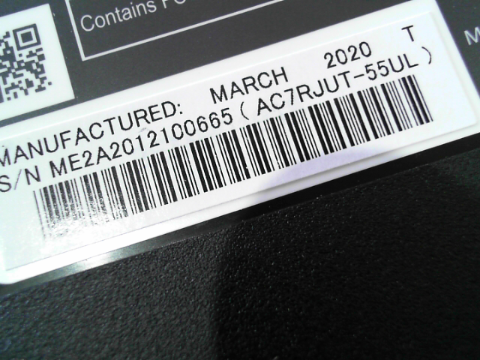 Contains
MANUFACTURED: MARCH 2020 T
S/N ME2A2012100665 (AC7RJUT-55UL)